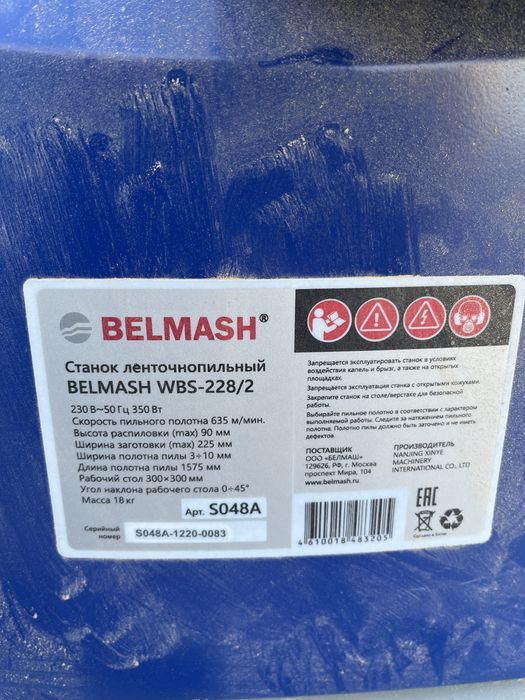 BELMASH®
Станок ленточнопильный
BELMASH WBS-228/2
230 В~50 Гц 350 Вт
Скорость пильного полотна 635 м/мин.
Высота распиловки (max) 90 мм
Ширина заготовки (max) 225 мм
Ширина полотна пилы 3÷10 мм
Длина полотна пилы 1575 мм
Рабочий стол 300×300 мм
Угол наклона рабочего стола 0÷45°
Масса 18 кг
Арт. S048A
Серийный
номер
S048A-1220-0083
Запрещается эксплуатировать станок в условиях
воздействия капель и брызг, а также на открытых
площадках.
Запрещается эксплуатация станка с открытыми кожухами.
Закрепите станок на столе/верстаке для безопасной
работы.
Выбирайте пильное полотно в соответствии с характером
выполняемой работы. Следите за натяжением пильного
полотна. Полотно пилы должно быть заточено и не иметь
дефектов.
ПОСТАВЩИК
ООО «БЕЛМАШ»
129626, РФ, г. Москва
проспект Мира, 104
www.belmash.ru
ПРОИЗВОДИТЕЛЬ
NANJING XINYE
MACHINERY
INTERNATIONAL CO., LTD
4 610018 483205
EAC
Сделано в Китае